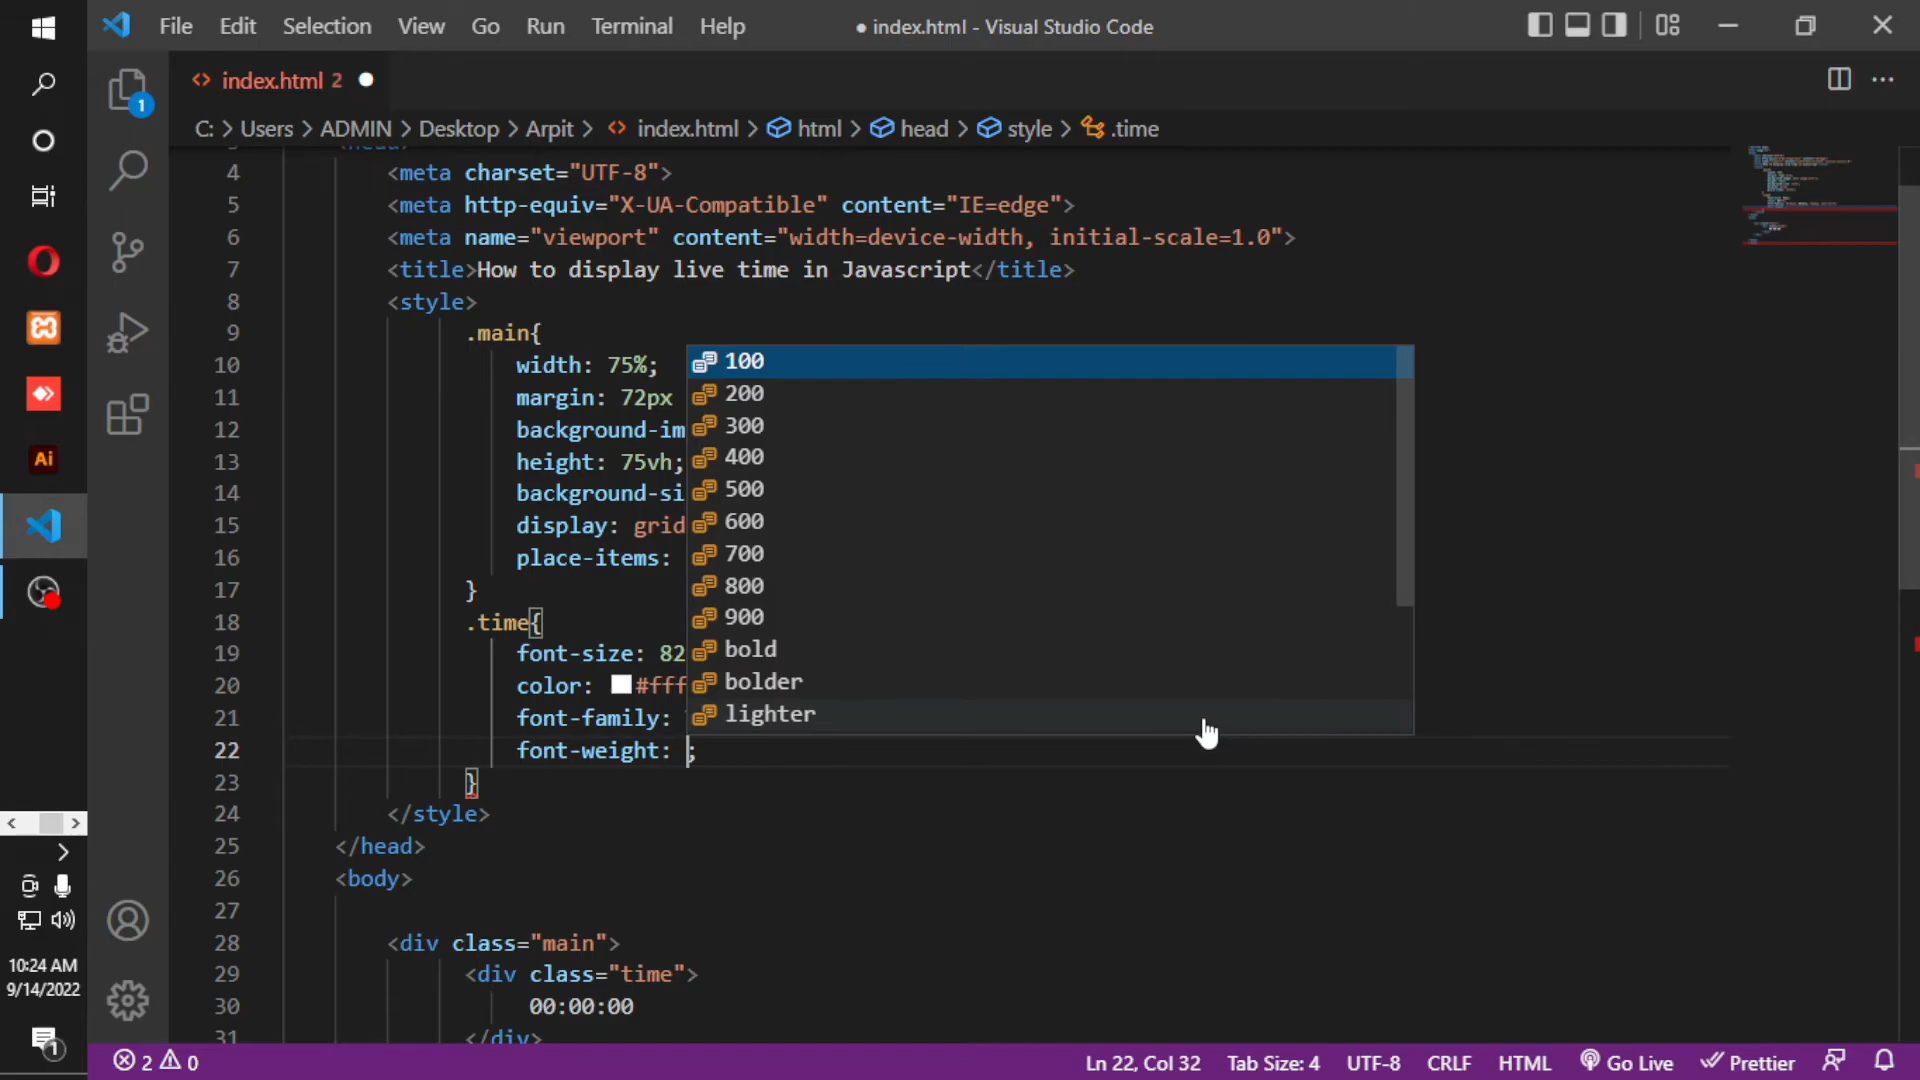 File Edit Selection View Go Run Terminal Help
● index.html - Visual Studio Code
<> index.html 2 ●
C: > Users > ADMIN > Desktop > Arpit > <> index.html > html > head > style > .time
4 <meta charset="UTF-8">
5 <meta http-equiv="X-UA-Compatible" content="IE=edge">
6 <meta name="viewport" content="width=device-width, initial-scale=1.0">
7 <title>How to display live time in Javascript</title>
8 <style>
9 .main{
10 width: 75%;
11 margin: 72px
12 background-im
13 height: 75vh;
14 background-si
15 display: grid
16 place-items:
17 }
18 .time{
19 font-size: 82
20 color: #fff
21 font-family:
22 font-weight: ;
23 }
24 </style>
25 </head>
26 <body>
27
28 <div class="main">
29 <div class="time">
30 00:00:00
31 </div>
100
200
300
400
500
600
700
800
900
bold
bolder
lighter
1
Ai
10:24 AM
9/14/2022
1
2 0
Ln 22, Col 32 Tab Size: 4 UTF-8 CRLF HTML Go Live Prettier